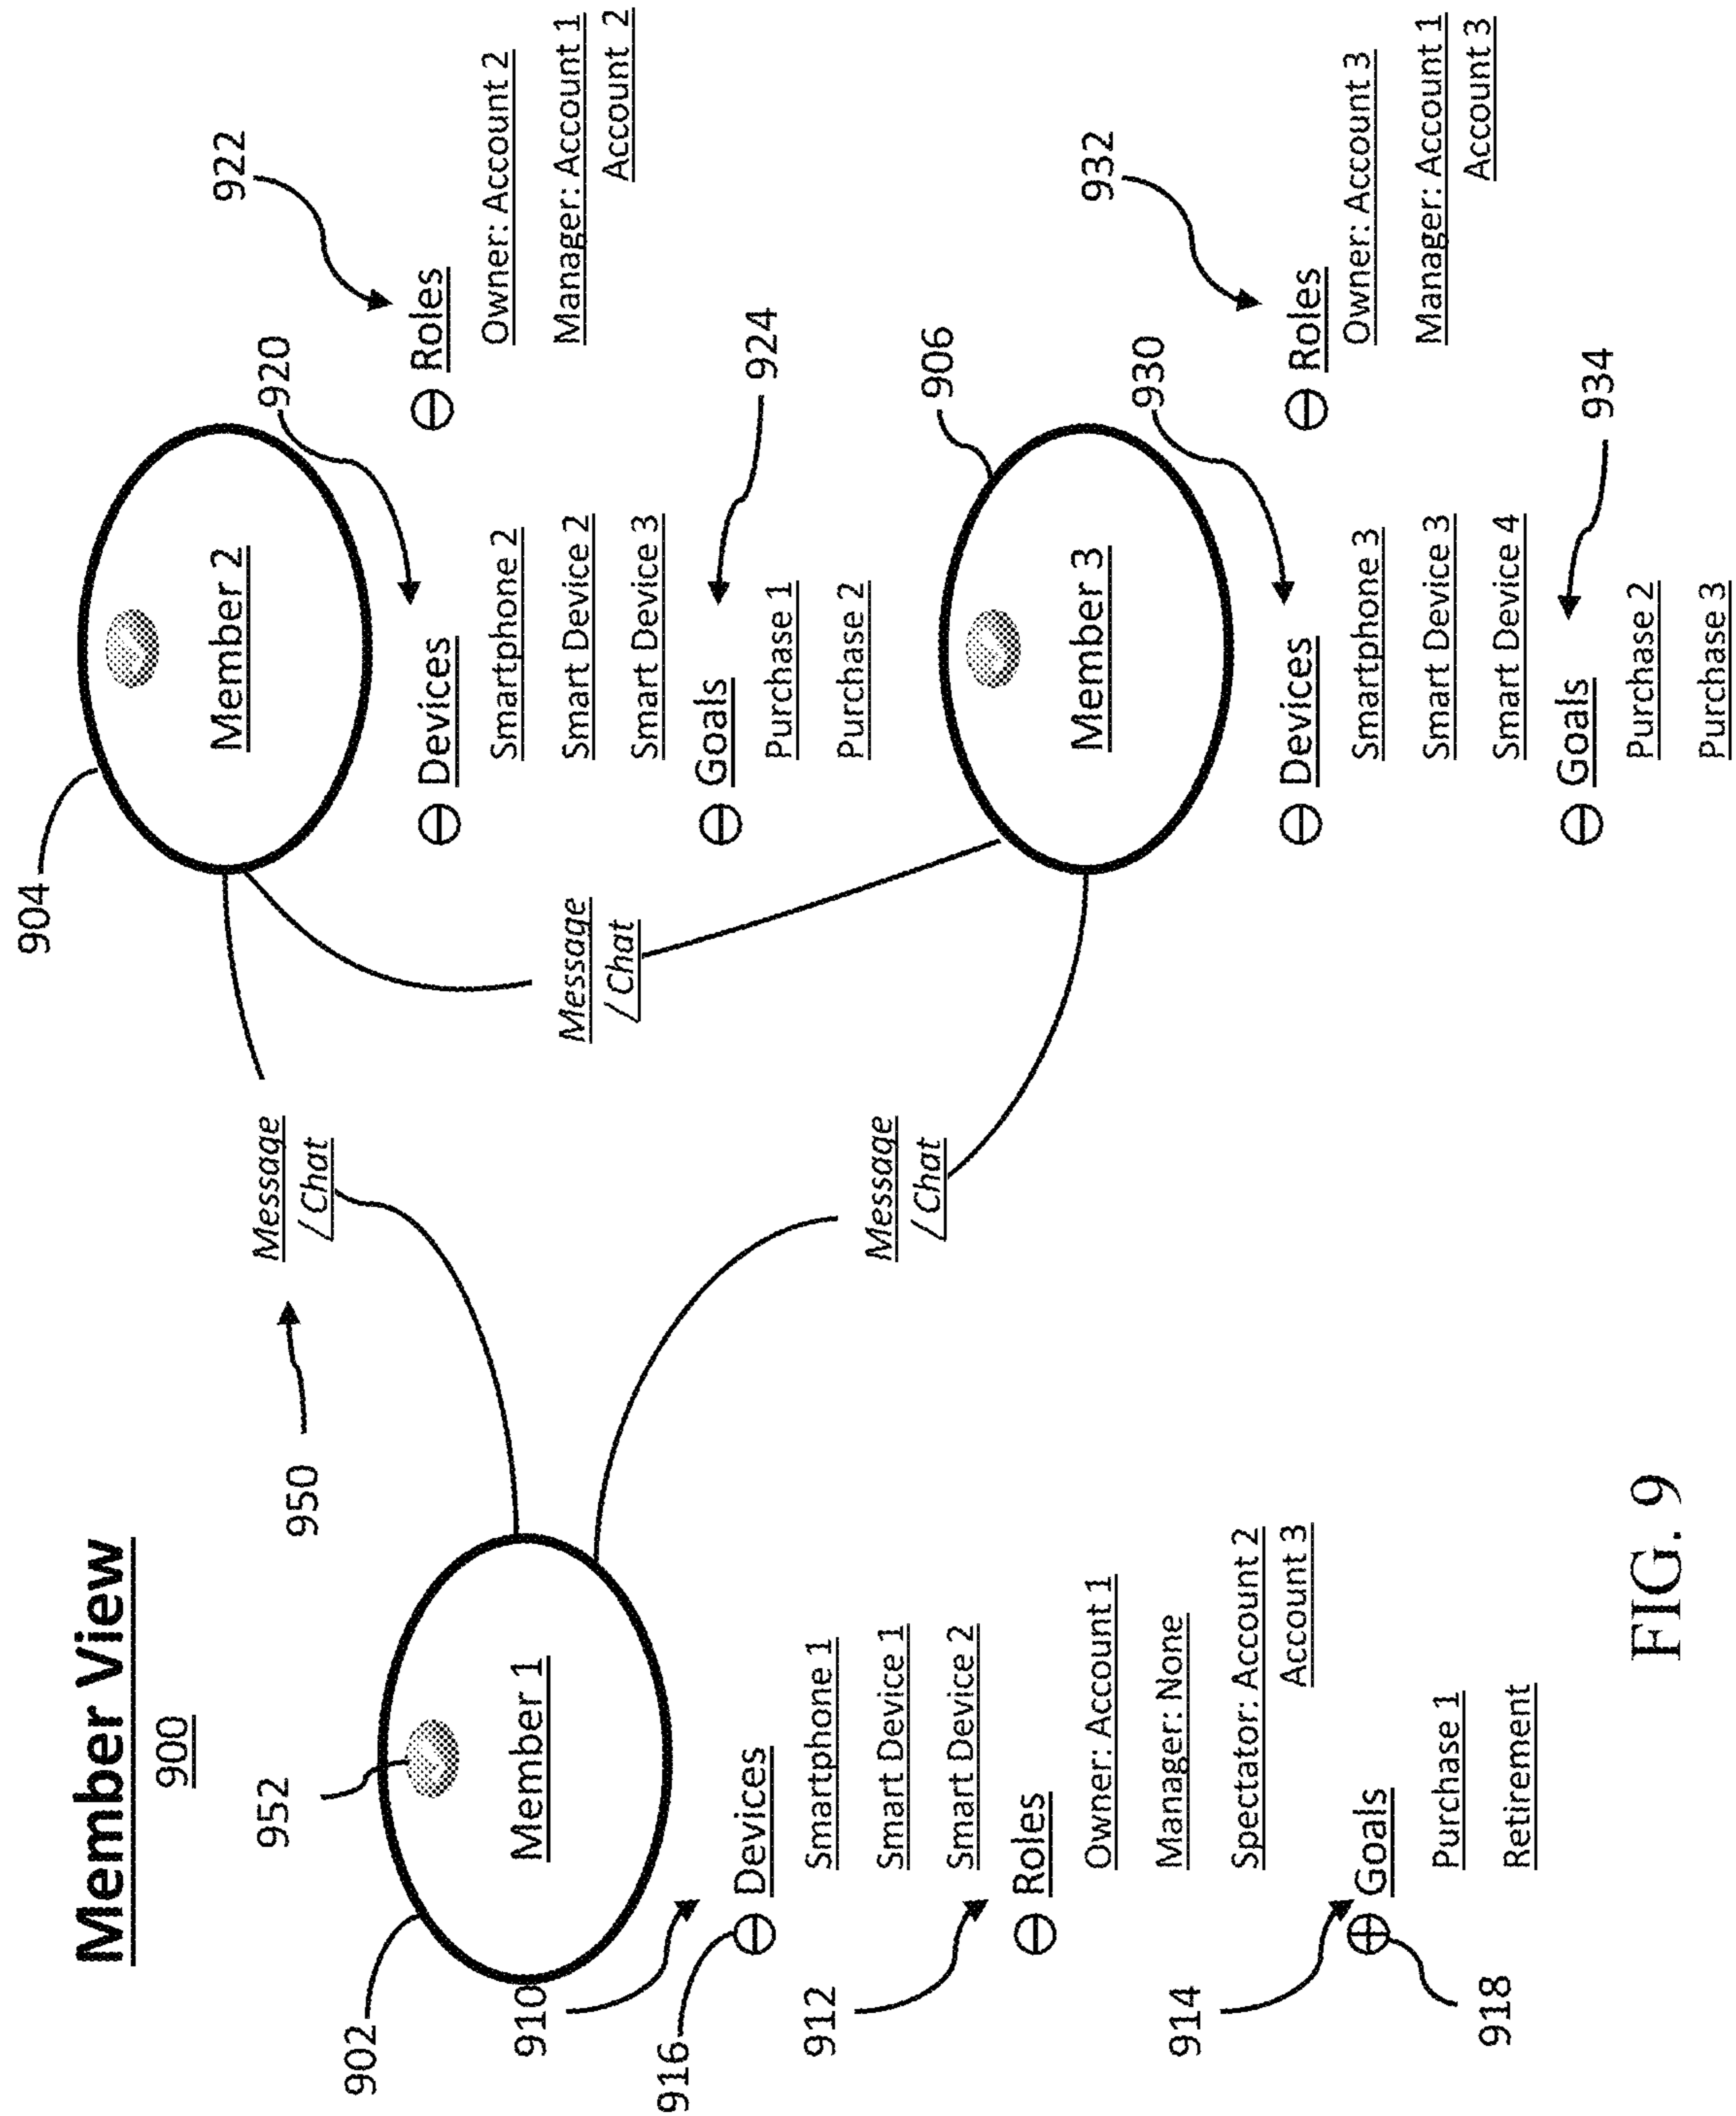 Member View
900
904
922
950
952
902
Member 2
920
Roles
Owner: Account 2
Manager: Account 1
Account 2
Devices
Smartphone 2
Smart Device 2
Smart Device 3
924
Goals
Purchase 1
Purchase 2
Message
/ Chat
Message
/ Chat
Message
/ Chat
Member 1
910
916
Devices
Smartphone 1
Smart Device 1
Smart Device 2
912
Roles
Owner: Account 1
Manager: None
Spectator: Account 2
Account 3
914
918
Goals
Purchase 1
Retirement
906
932
Member 3
930
Roles
Owner: Account 3
Manager: Account 1
Account 3
Devices
Smartphone 3
Smart Device 3
Smart Device 4
934
Goals
Purchase 2
Purchase 3
FIG. 9